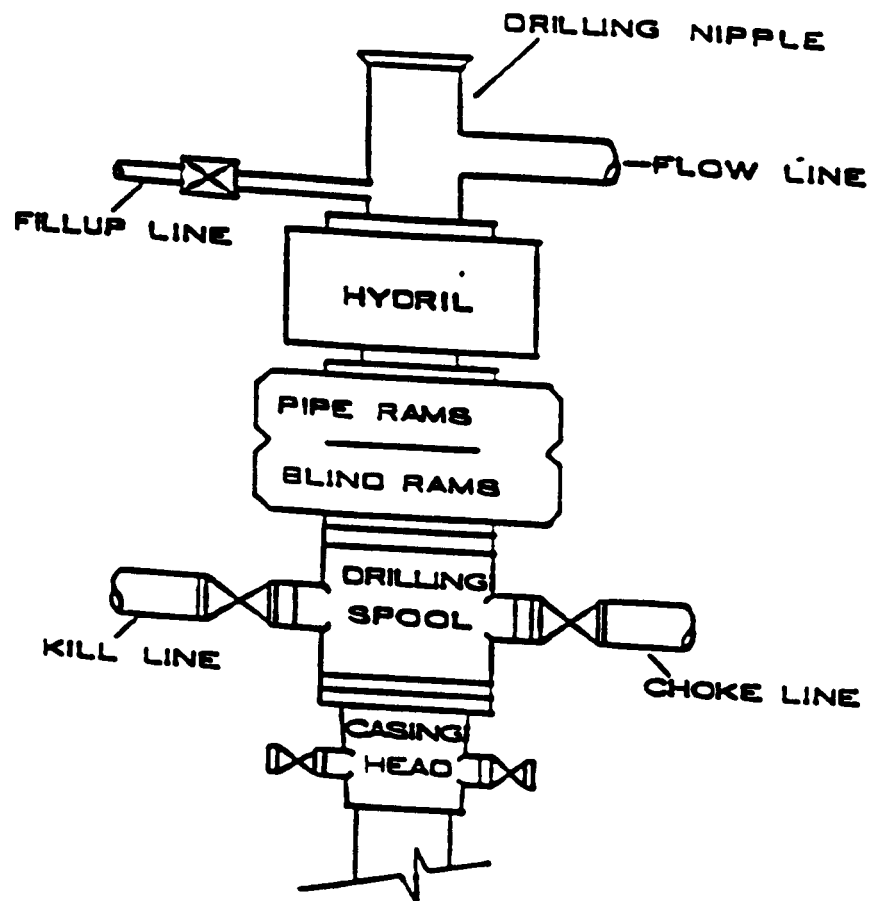 DRILLING NIPPLE
FLOW LINE
FILLUP LINE
HYDRIL
PIPE RAMS
BLIND RAMS
DRILLING
SPOOL
KILL LINE
CHOKE LINE
CASING
HEAD